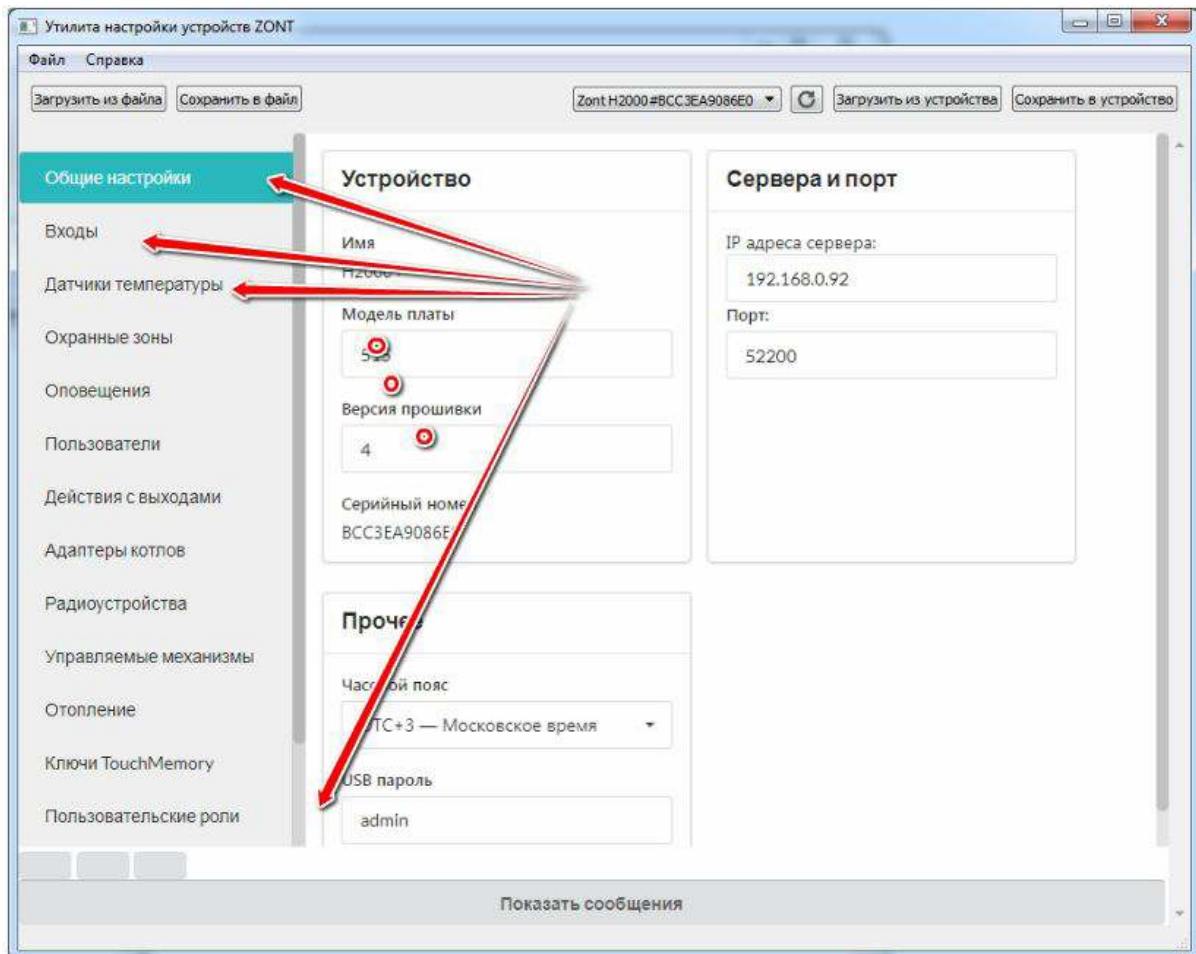 Утилита настройки устройств ZONT
Файл Справка
Загрузить из файла Сохранить в файл Zont H2000#BCC3EA9086E0 Загрузить из устройства Сохранить в устройство
Общие настройки
Входы
Датчики температуры
Охранные зоны
Оповещения
Пользователи
Действия с выходами
Адаптеры котлов
Радиоустройства
Управляемые механизмы
Отопление
Ключи TouchMemory
Пользовательские роли
Устройство
Имя
Модель платы
Версия прошивки
4
Серийный номе
BCC3EA9086E
Сервера и порт
IP адреса сервера:
192.168.0.92
Порт:
52200
Прочее
Часовой пояс
UTC+3 — Московское время
USB пароль
admin
Показать сообщения